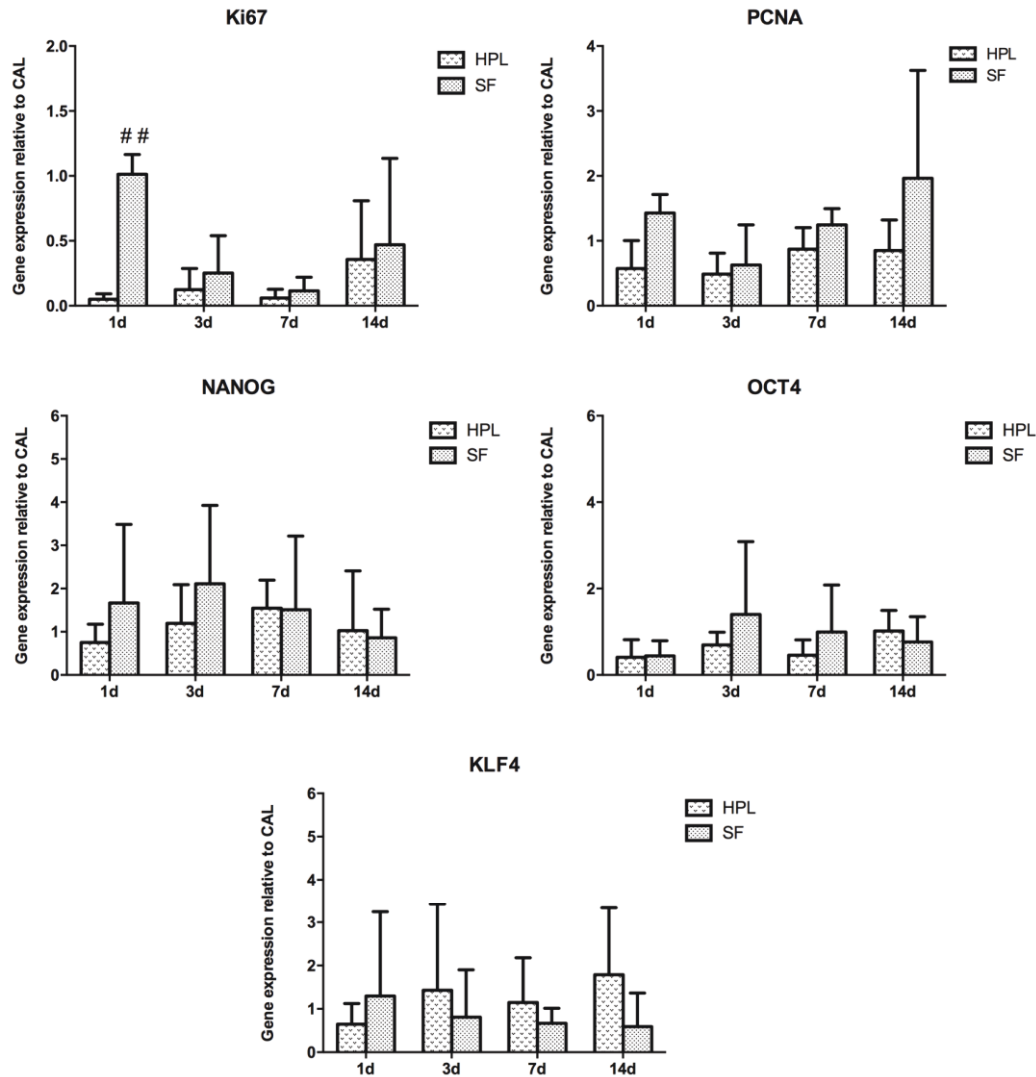 Ki67
Gene expression relative to CAL
2.0
1.5
1.0
0.5
0.0
# #
HPL
SF
1d 3d 7d 14d
PCNA
Gene expression relative to CAL
4
3
2
1
0
HPL
SF
1d 3d 7d 14d
NANOG
Gene expression relative to CAL
6
5
4
3
2
1
0
HPL
SF
1d 3d 7d 14d
OCT4
Gene expression relative to CAL
6
5
4
2
0
HPL
SF
1d 3d 7d 14d
KLF4
Gene expression relative to CAL
6
5
4
3
2
1
0
HPL
SF
1d 3d 7d 14d